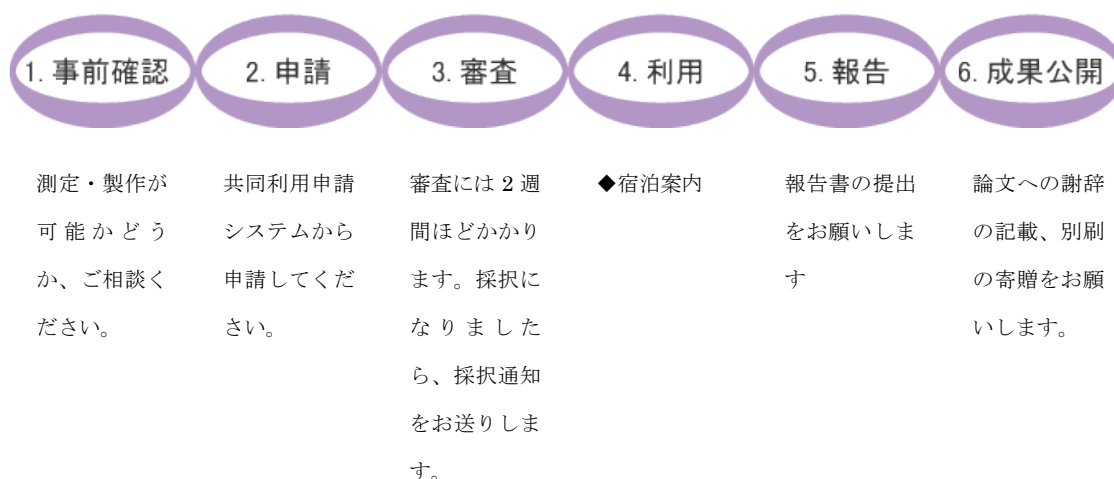 1. 事前確認
2. 申請
3. 審査
4. 利用
5. 報告
6. 成果公開
測定・製作が
可能かどう
か、ご相談く
ださい。
共同利用申請
システムから
申請してくだ
さい。
審査には 2 週
間ほどかかり
ます。採択に
なりました
ら、採択通知
をお送りしま
す。
◆宿泊案内
報告書の提出
をお願いしま
す
論文への謝辞
の記載、別刷
の寄贈をお願
いします。